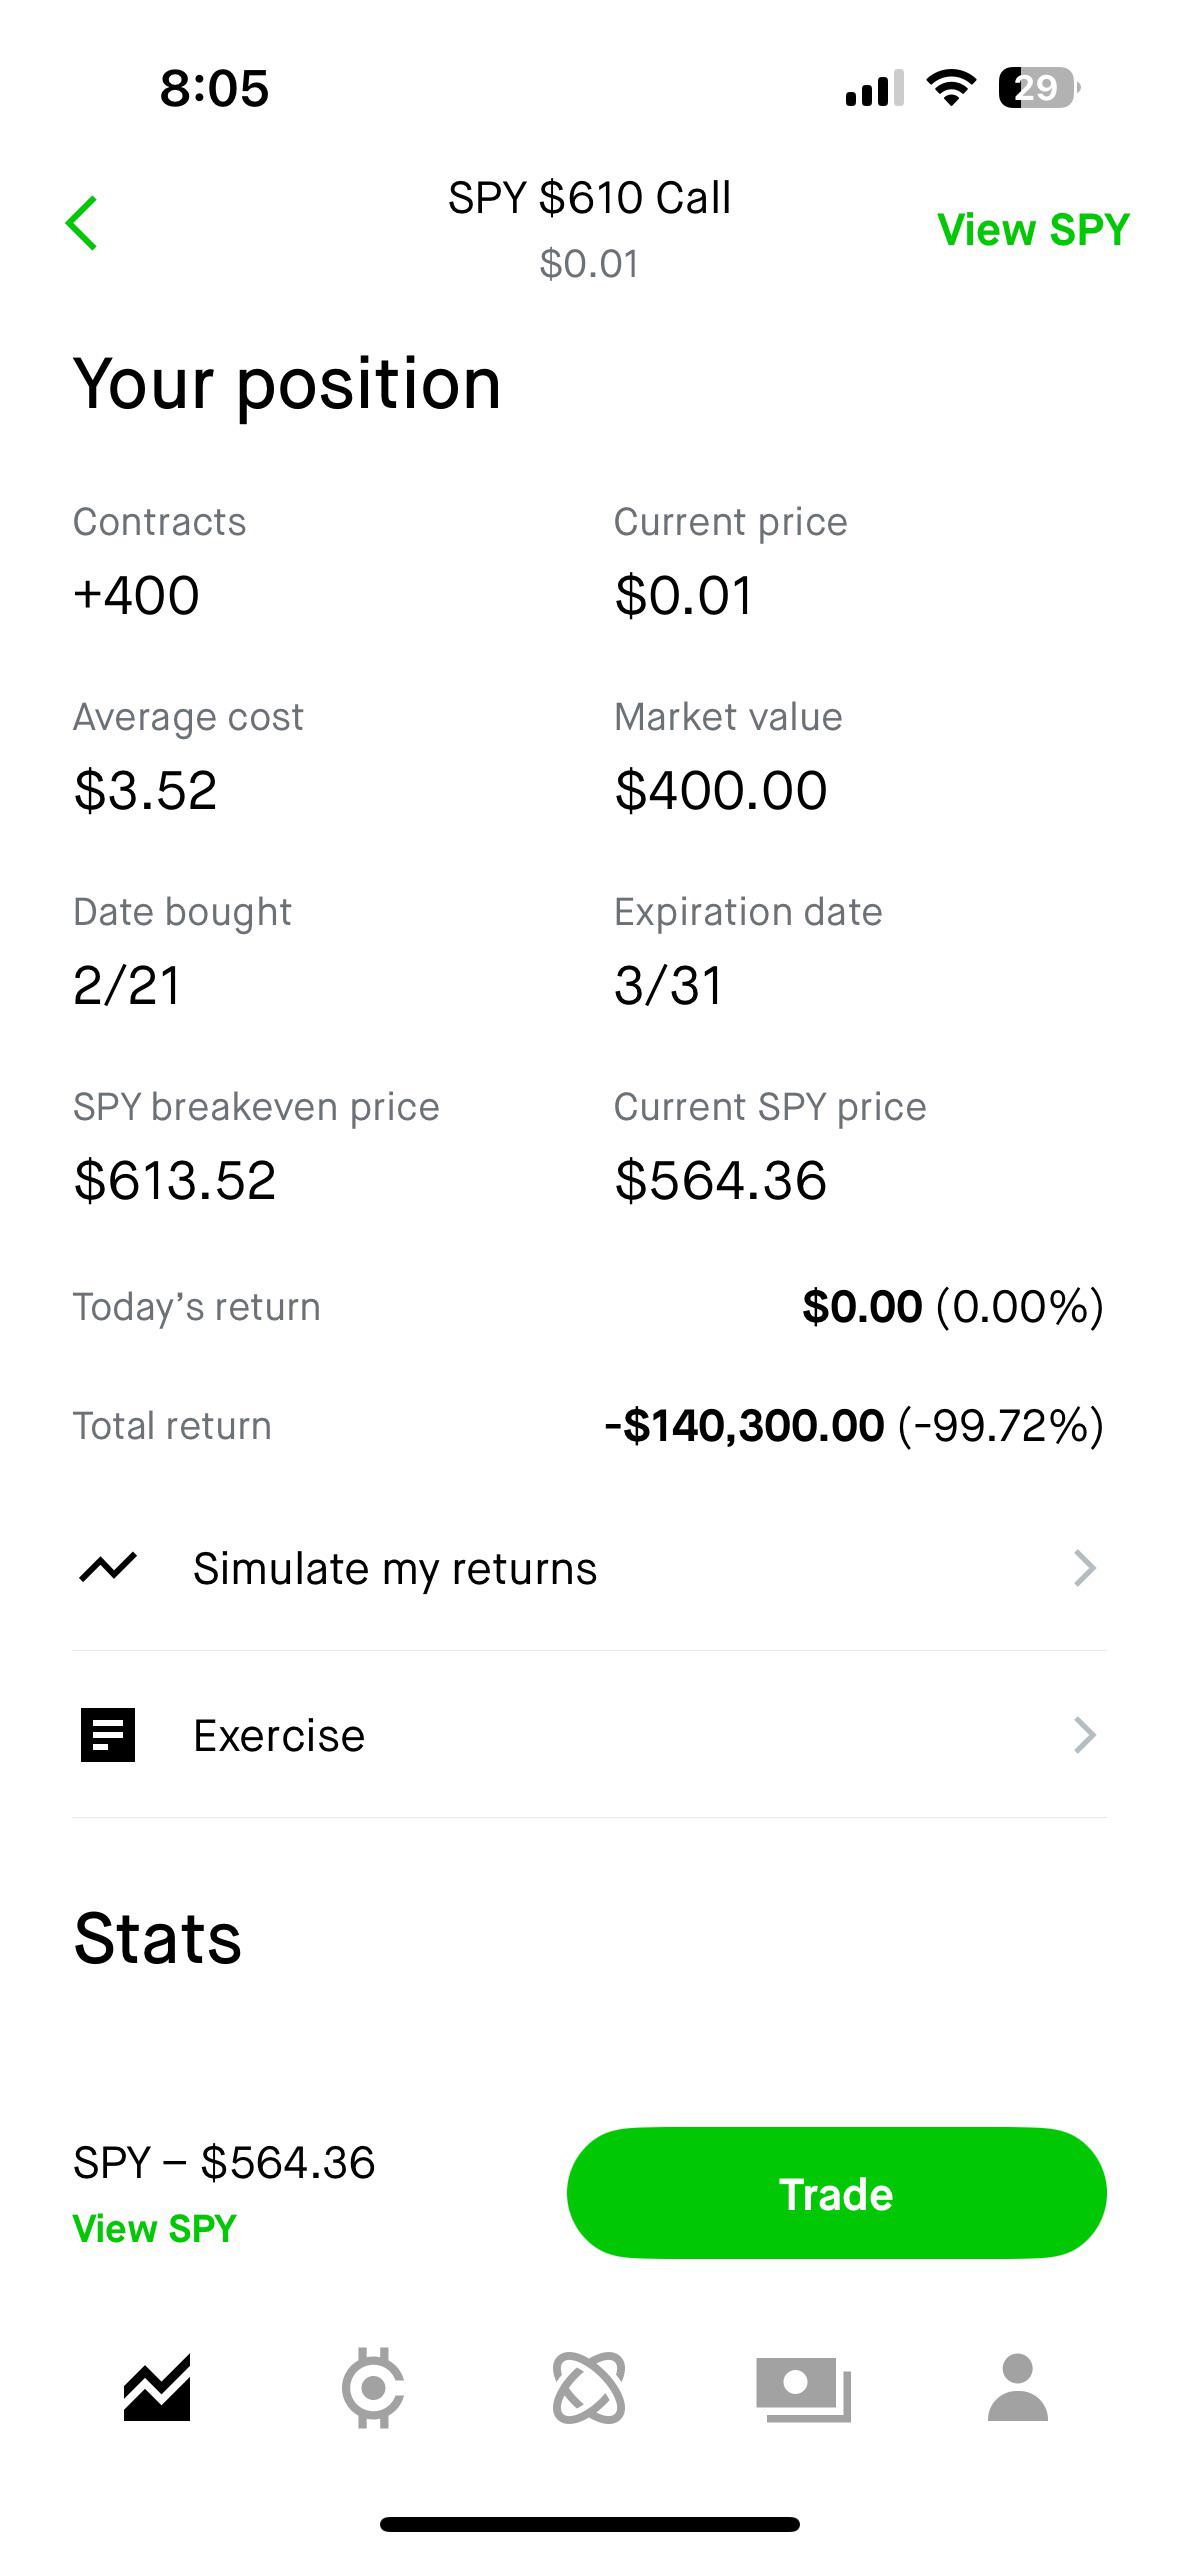 8:05
29
SPY $610 Call
$0.01
View SPY
Your position
Contracts
+400
Current price
$0.01
Average cost
$3.52
Market value
$400.00
Date bought
2/21
Expiration date
3/31
SPY breakeven price
$613.52
Current SPY price
$564.36
Today’s return
$0.00 (0.00%)
Total return
-$140,300.00 (-99.72%)
Simulate my returns
Exercise
Stats
SPY – $564.36
View SPY
Trade